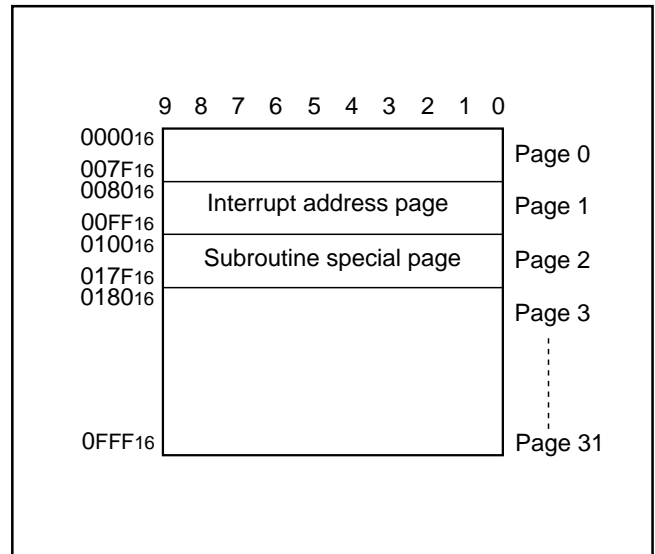 9 8 7 6 5 4 3 2 1 0
0000₁₆
Page 0
007F₁₆
0080₁₆
Interrupt address page
Page 1
00FF₁₆
0100₁₆
Subroutine special page
Page 2
017F₁₆
0180₁₆
Page 3
0FFF₁₆
Page 31